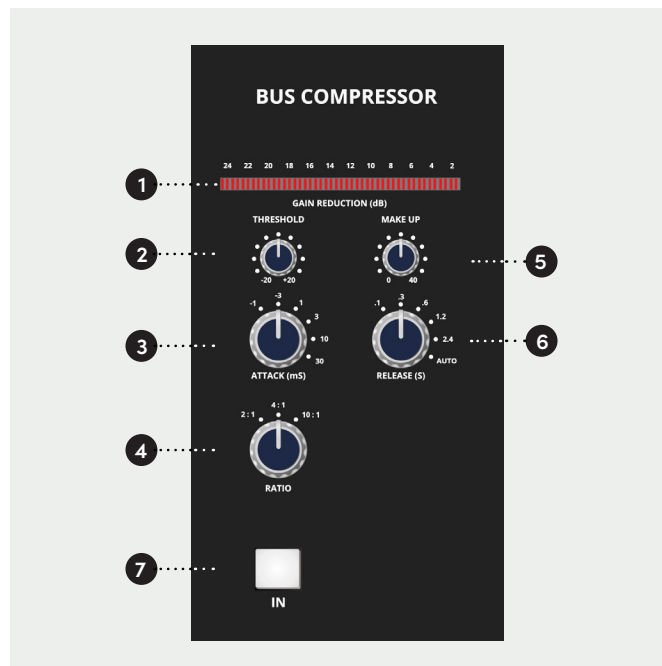 BUS COMPRESSOR
24 22 20 18 16 14 12 10 8 6 4 2
1
GAIN REDUCTION (dB)
THRESHOLD MAKE UP
2
-20 +20 0 40
5
-1 -3 1 3 10 30
.1 .3 .6 1.2 2.4 AUTO
3
6
ATTACK (mS) RELEASE (S)
2 : 1 4 : 1 10 : 1
4
RATIO
7
IN